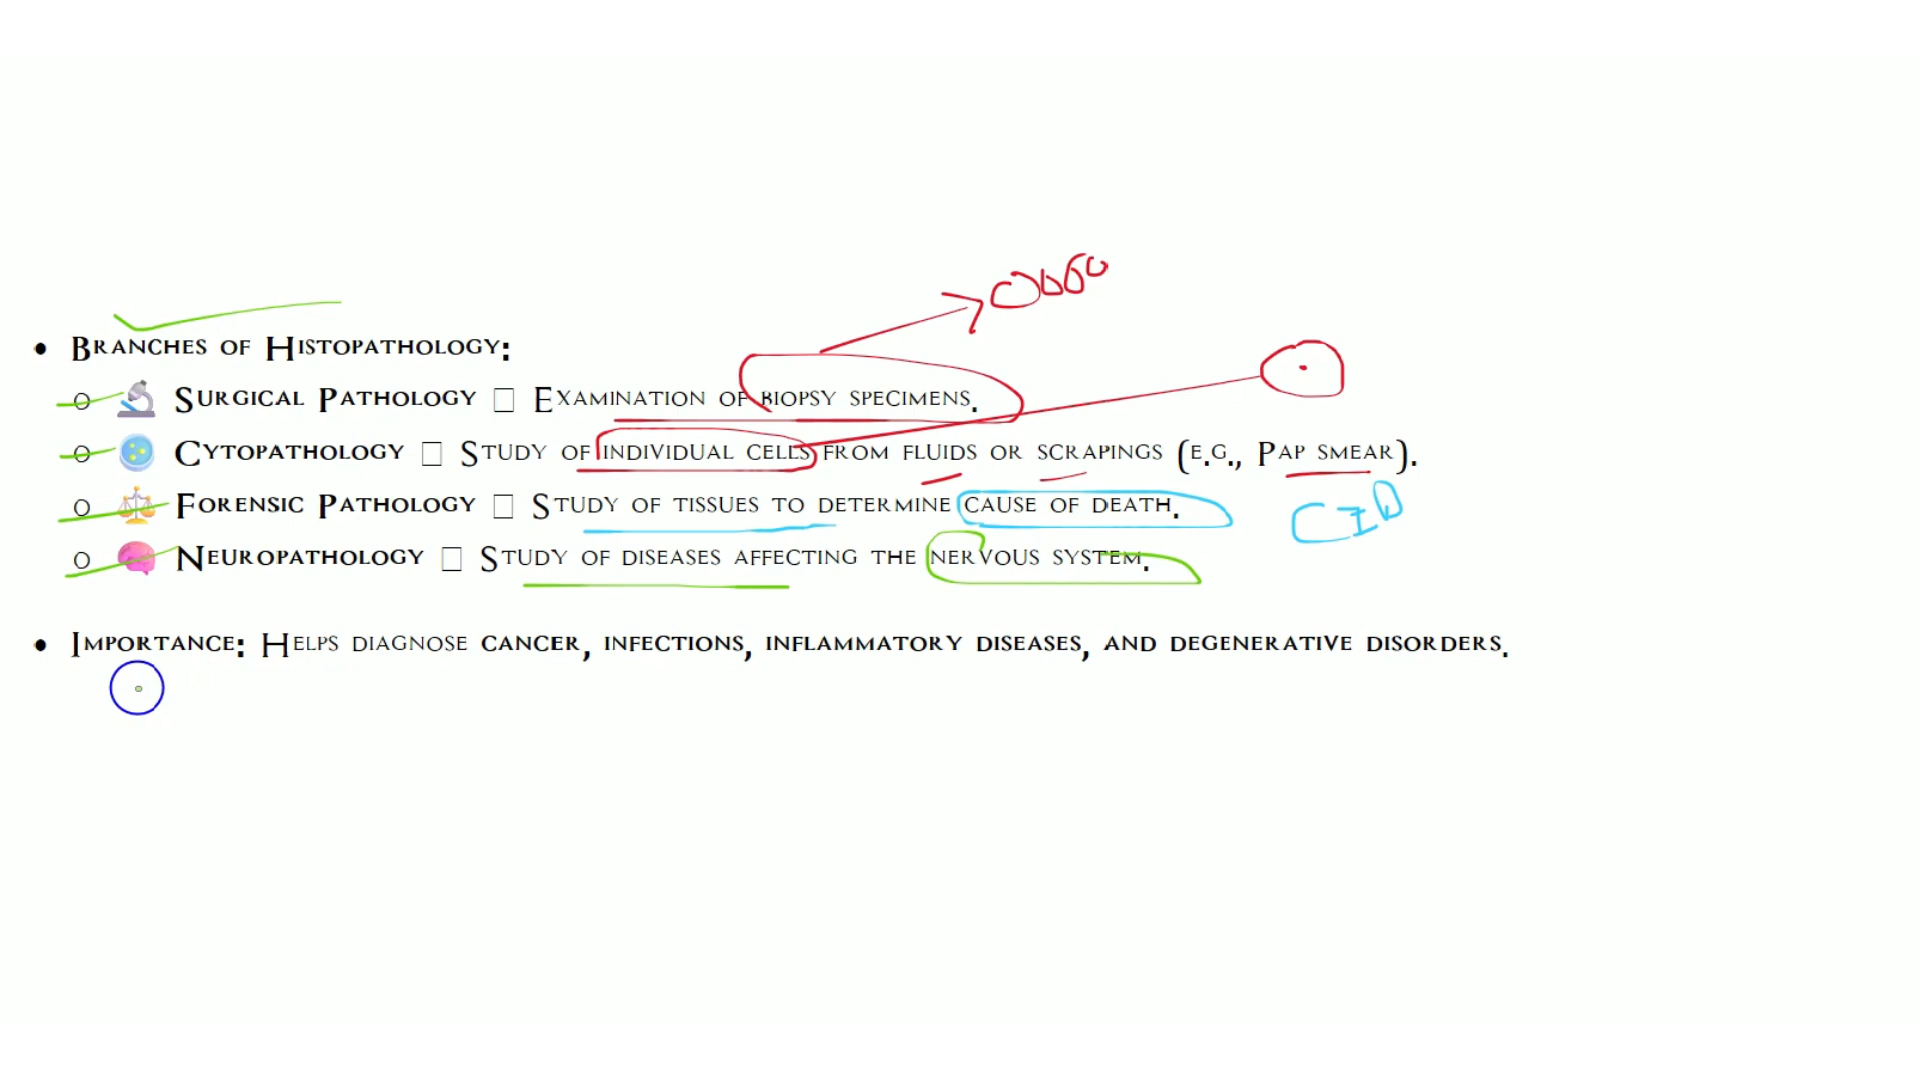 • Branches of Histopathology:
o 🔬 Surgical Pathology □ Examination of biopsy specimens.
o 🧫 Cytopathology □ Study of individual cells from fluids or scrapings (e.g., Pap smear).
o ⚖️ Forensic Pathology □ Study of tissues to determine cause of death.
CID
o 🧠 Neuropathology □ Study of diseases affecting the nervous system.
• Importance: Helps diagnose cancer, infections, inflammatory diseases, and degenerative disorders.